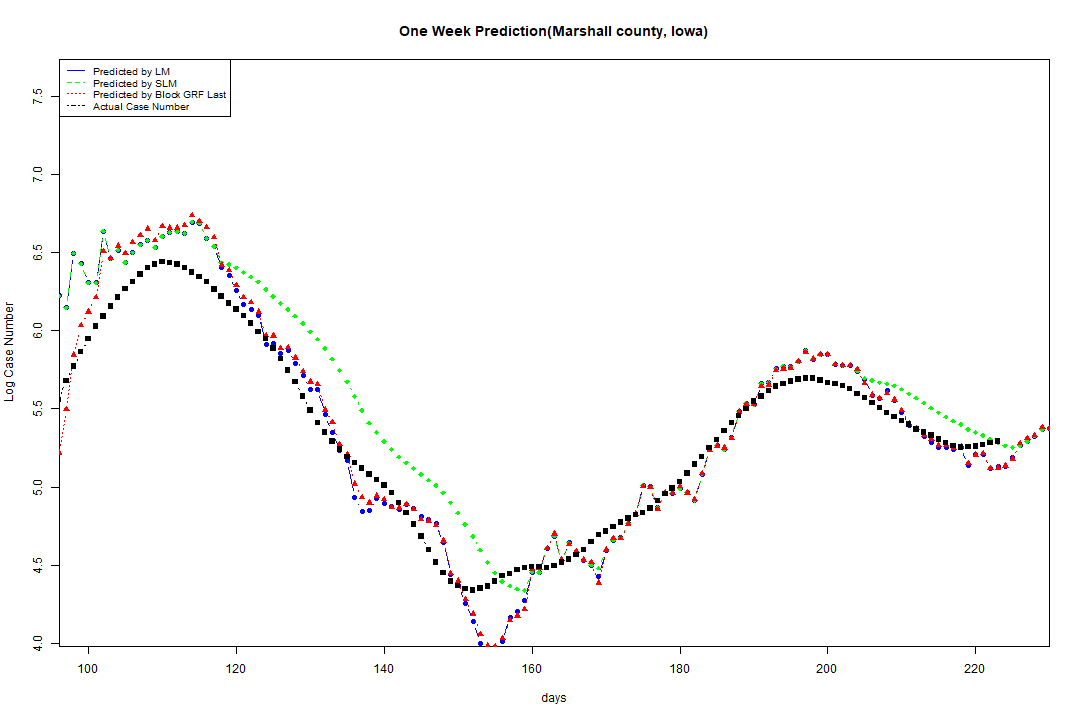 One Week Prediction(Marshall county, Iowa)
Predicted by LM
Predicted by SLM
Predicted by Block GRF Last
Actual Case Number
7.5
7.0
6.5
6.0
5.5
5.0
4.5
4.0
Log Case Number
100 120 140 160 180 200 220
days